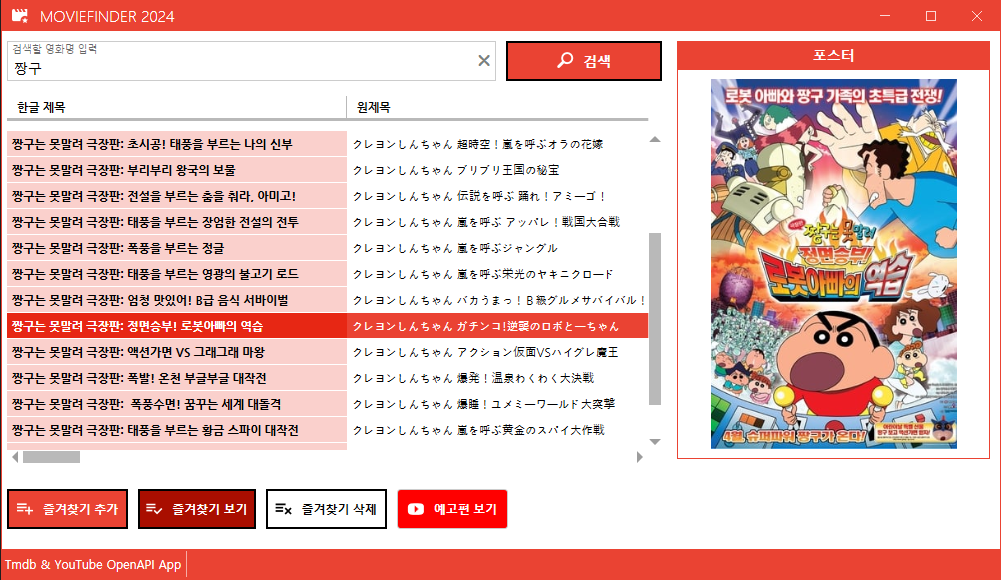 MOVIEFINDER 2024
검색할 영화명 입력
짱구
검색
포스터
한글 제목 원제목
짱구는 못말려 극장판: 초시공! 태풍을 부르는 나의 신부 クレヨンしんちゃん 超時空！嵐を呼ぶオラの花嫁
짱구는 못말려 극장판: 부리부리 왕국의 보물 クレヨンしんちゃん ブリブリ王国の秘宝
짱구는 못말려 극장판: 전설을 부르는 춤을 춰라, 아미고! クレヨンしんちゃん 伝説を呼ぶ 踊れ！アミーゴ！
짱구는 못말려 극장판: 태풍을 부르는 장엄한 전설의 전투 クレヨンしんちゃん 嵐を呼ぶ アッパレ！戦国大合戦
짱구는 못말려 극장판: 폭풍을 부르는 정글 クレヨンしんちゃん 嵐を呼ぶジャングル
짱구는 못말려 극장판: 태풍을 부르는 영광의 불고기 로드 クレヨンしんちゃん 嵐を呼ぶ栄光のヤキニクロード
짱구는 못말려 극장판: 엄청 맛있어! B급 음식 서바이벌 クレヨンしんちゃん バカうまっ！Ｂ級グルメサバイバル！
짱구는 못말려 극장판: 정면승부! 로봇아빠의 역습 クレヨンしんちゃん ガチンコ!逆襲のロボとーちゃん
짱구는 못말려 극장판: 액션가면 VS 그래그래 마왕 クレヨンしんちゃん アクション仮面VSハイグレ魔王
짱구는 못말려 극장판: 폭발! 온천 부글부글 대작전 クレヨンしんちゃん 爆発！温泉わくわく大決戦
짱구는 못말려 극장판:  폭풍수면! 꿈꾸는 세계 대돌격 クレヨンしんちゃん 爆睡！ユメミーワールド大突撃
짱구는 못말려 극장판: 태풍을 부르는 황금 스파이 대작전 クレヨンしんちゃん 嵐を呼ぶ黄金のスパイ大作戦
로봇 아빠와 짱구 가족의 초특급 전쟁!
짱구는 못말려
정면승부!
로봇아빠의 역습
4월, 슈퍼파워 짱구가 온다!
즐겨찾기 추가
즐겨찾기 보기
즐겨찾기 삭제
예고편 보기
Tmdb & YouTube OpenAPI App